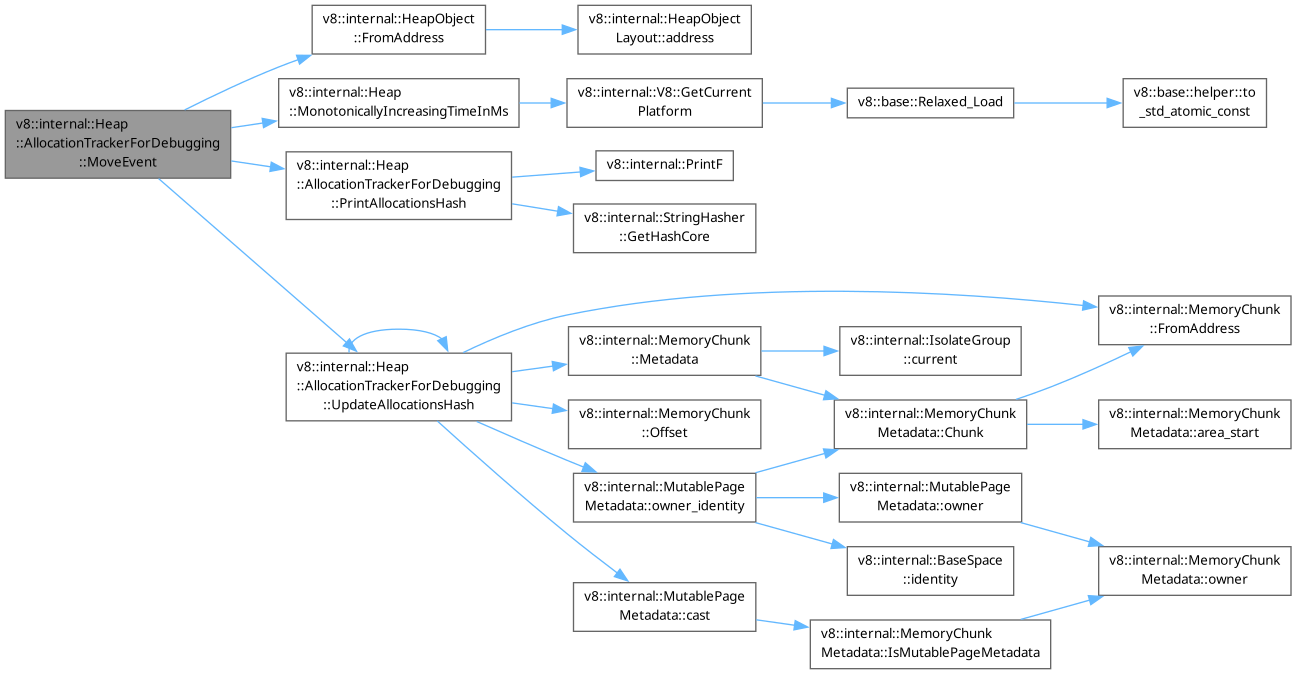 v8::internal::HeapObject
::FromAddress
v8::internal::HeapObject
Layout::address
v8::internal::Heap
::AllocationTrackerForDebugging
::MoveEvent
v8::internal::Heap
::MonotonicallyIncreasingTimeInMs
v8::internal::V8::GetCurrent
Platform
v8::base::Relaxed_Load
v8::base::helper::to
_std_atomic_const
v8::internal::Heap
::AllocationTrackerForDebugging
::PrintAllocationsHash
v8::internal::PrintF
v8::internal::StringHasher
::GetHashCore
v8::internal::Heap
::AllocationTrackerForDebugging
::UpdateAllocationsHash
v8::internal::MemoryChunk
::FromAddress
v8::internal::MemoryChunk
::Metadata
v8::internal::IsolateGroup
::current
v8::internal::MemoryChunk
::Offset
v8::internal::MemoryChunk
Metadata::Chunk
v8::internal::MemoryChunk
Metadata::area_start
v8::internal::MutablePage
Metadata::owner_identity
v8::internal::MutablePage
Metadata::owner
v8::internal::BaseSpace
::identity
v8::internal::MemoryChunk
Metadata::owner
v8::internal::MutablePage
Metadata::cast
v8::internal::MemoryChunk
Metadata::IsMutablePageMetadata